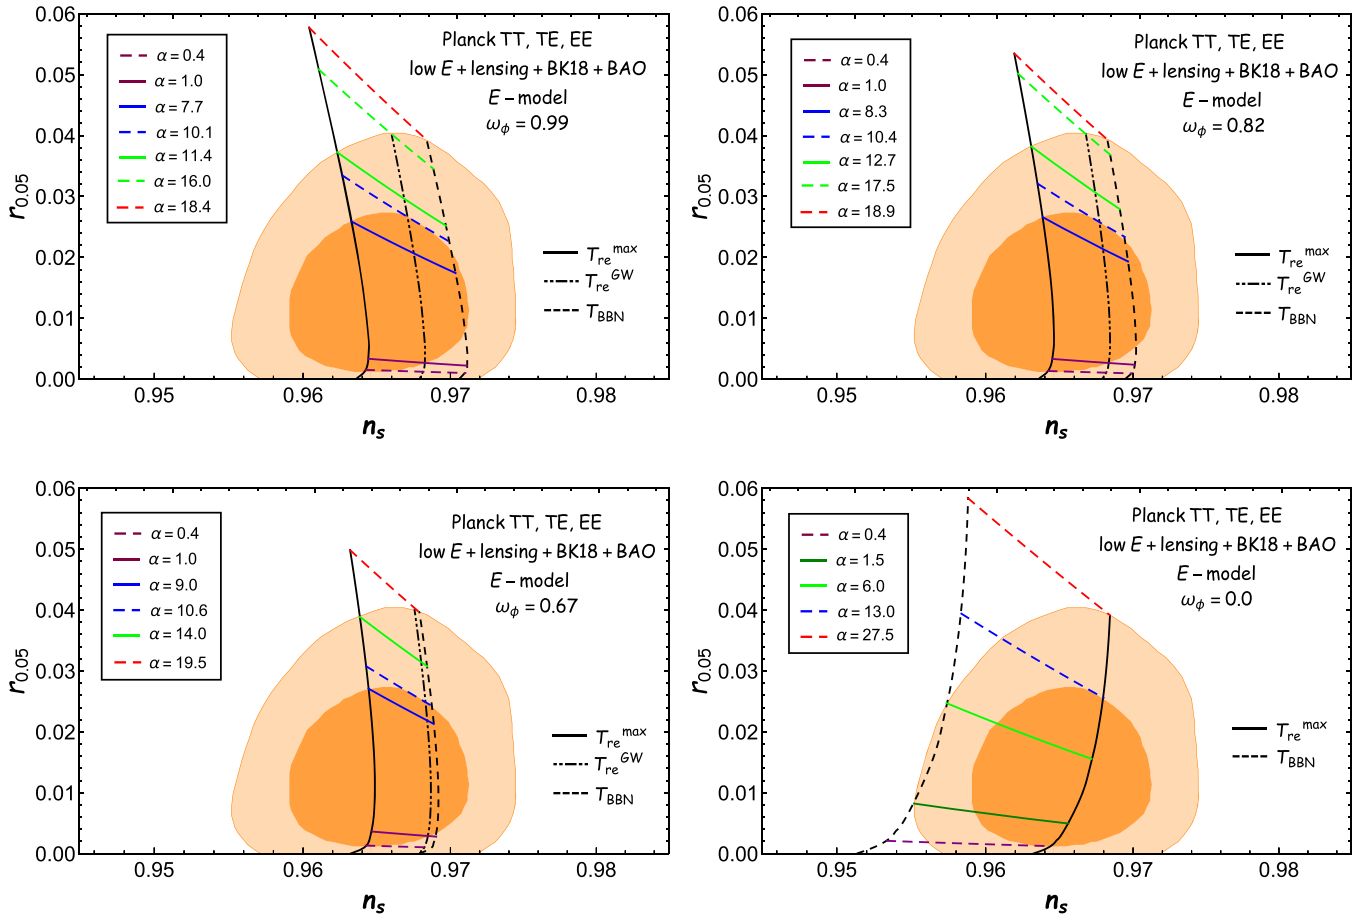 0.06
0.05
0.04
0.03
0.02
0.01
0.00
r0.05
α = 0.4
α = 1.0
α = 7.7
α = 10.1
α = 11.4
α = 16.0
α = 18.4
Planck TT, TE, EE
low E + lensing + BK18 + BAO
E – model
ωϕ = 0.99
Tre^max
Tre^GW
TBBN
0.95
0.96
0.97
0.98
ns
0.06
0.05
0.04
0.03
0.02
0.01
0.00
r0.05
α = 0.4
α = 1.0
α = 8.3
α = 10.4
α = 12.7
α = 17.5
α = 18.9
Planck TT, TE, EE
low E + lensing + BK18 + BAO
E – model
ωϕ = 0.82
Tre^max
Tre^GW
TBBN
0.95
0.96
0.97
0.98
ns
0.06
0.05
0.04
0.03
0.02
0.01
0.00
r0.05
α = 0.4
α = 1.0
α = 9.0
α = 10.6
α = 14.0
α = 19.5
Planck TT, TE, EE
low E + lensing + BK18 + BAO
E – model
ωϕ = 0.67
Tre^max
Tre^GW
TBBN
0.95
0.96
0.97
0.98
ns
0.06
0.05
0.04
0.03
0.02
0.01
0.00
r0.05
α = 0.4
α = 1.5
α = 6.0
α = 13.0
α = 27.5
Planck TT, TE, EE
low E + lensing + BK18 + BAO
E – model
ωϕ = 0.0
Tre^max
TBBN
0.95
0.96
0.97
0.98
ns